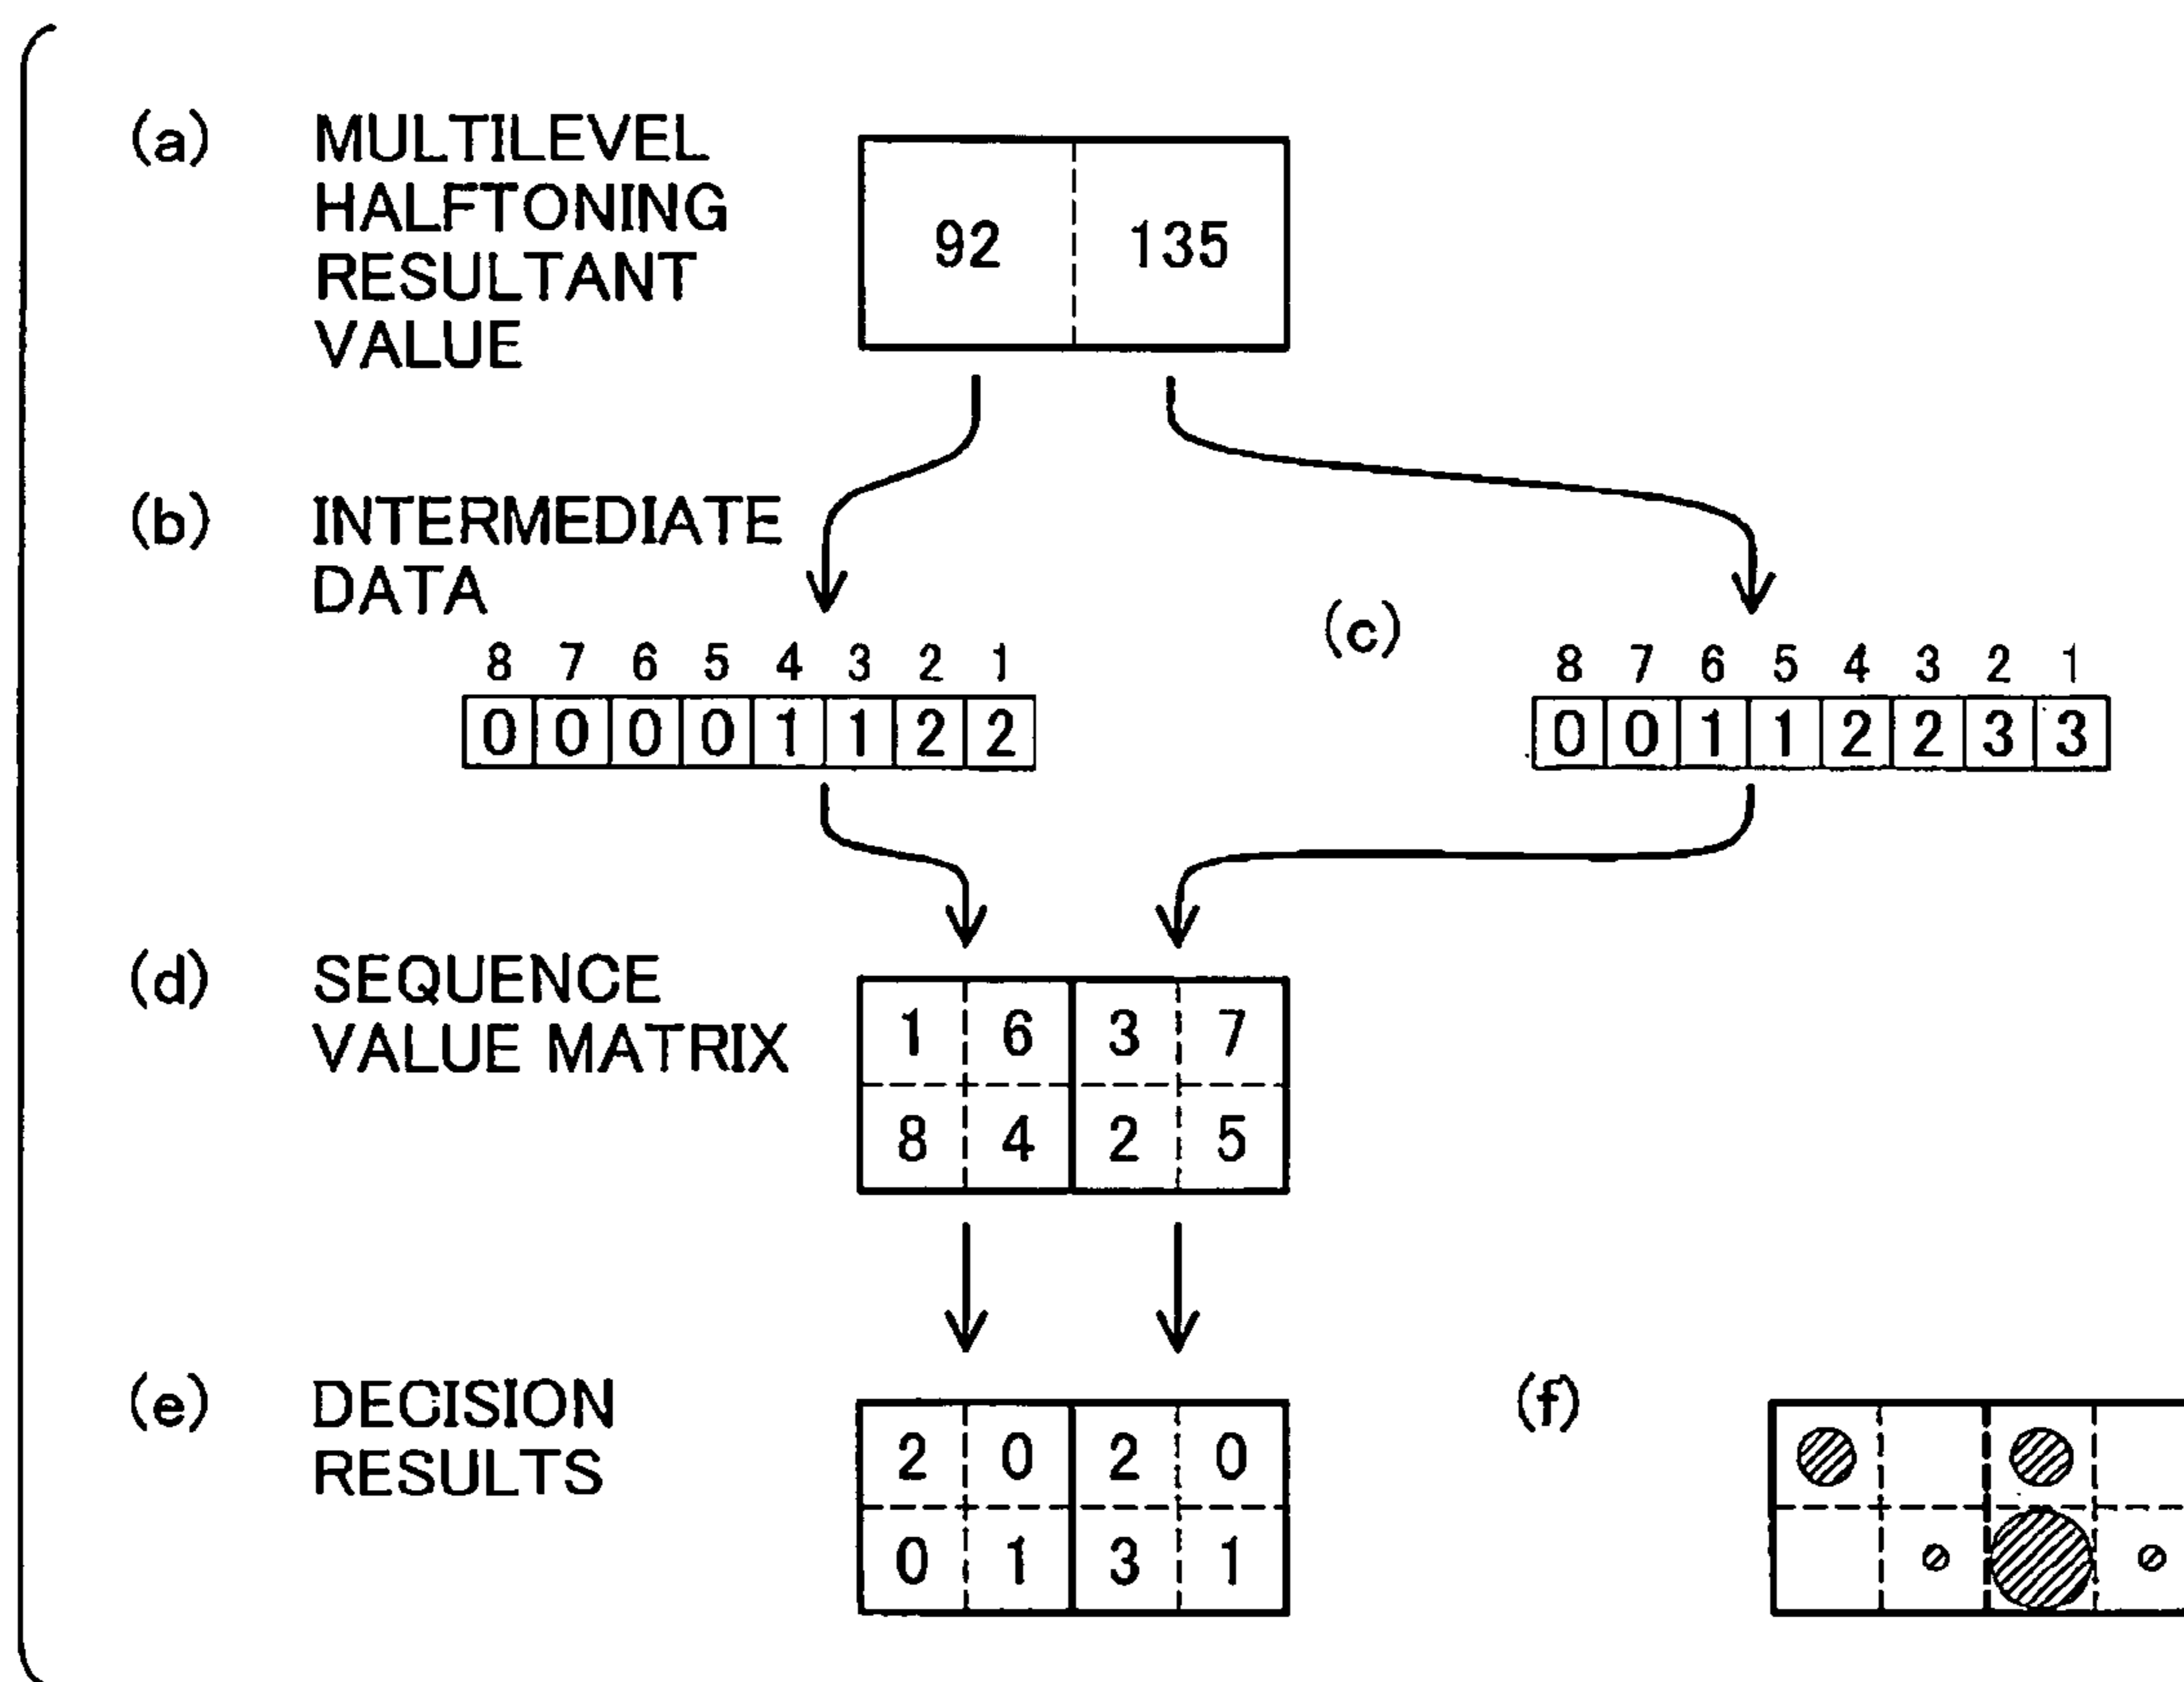 (a) MULTILEVEL
HALFTONING
RESULTANT
VALUE
92 135
(b) INTERMEDIATE
DATA
8 7 6 5 4 3 2 1
0 0 0 0 1 1 2 2
(c)
8 7 6 5 4 3 2 1
0 0 1 1 2 2 3 3
(d) SEQUENCE
VALUE MATRIX
1 6 3 7
8 4 2 5
(e) DECISION
RESULTS
2 0 2 0
0 1 3 1
(f)